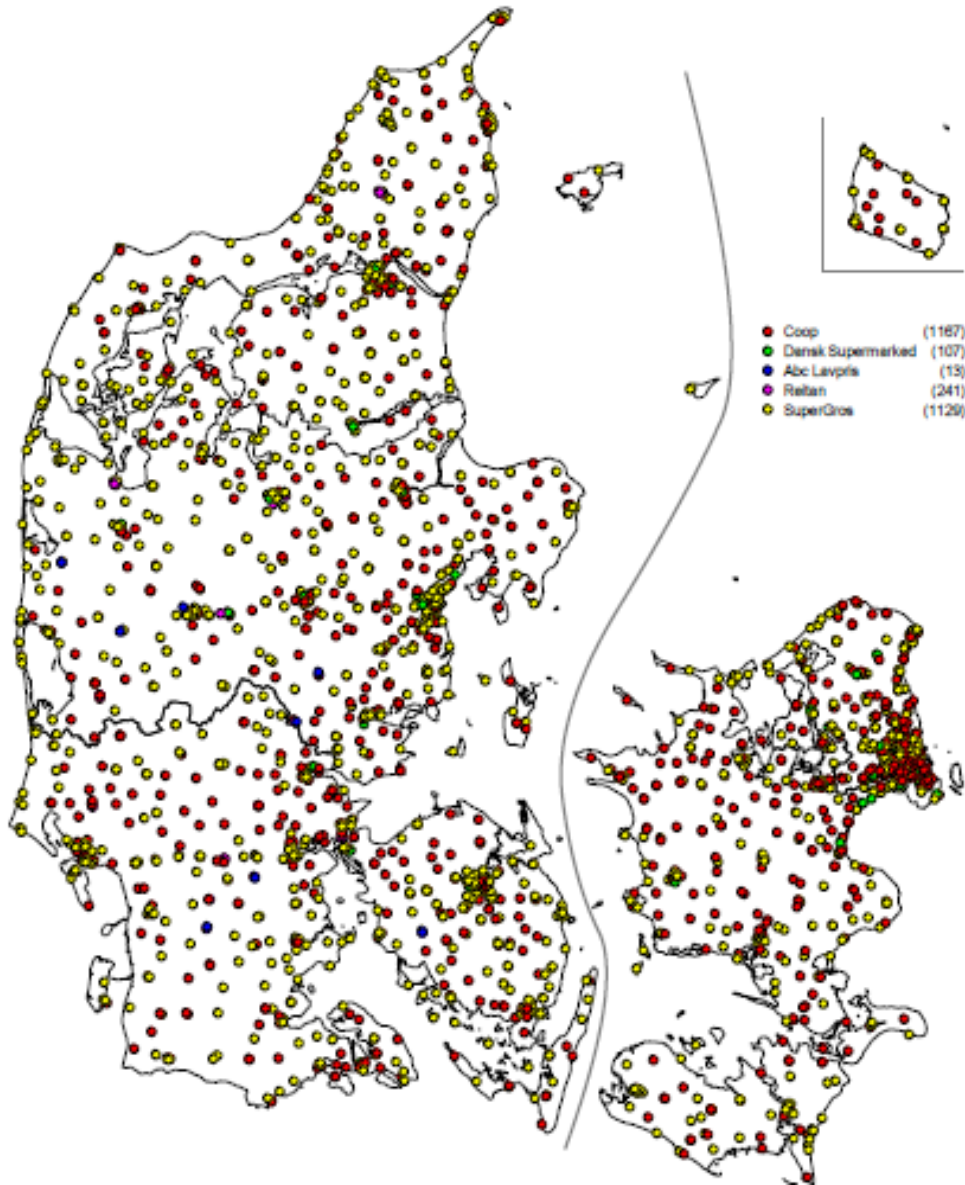 Coop (1167)
Dansk Supermarked (107)
Abc Lavpris (13)
Reitan (241)
SuperGros (1129)